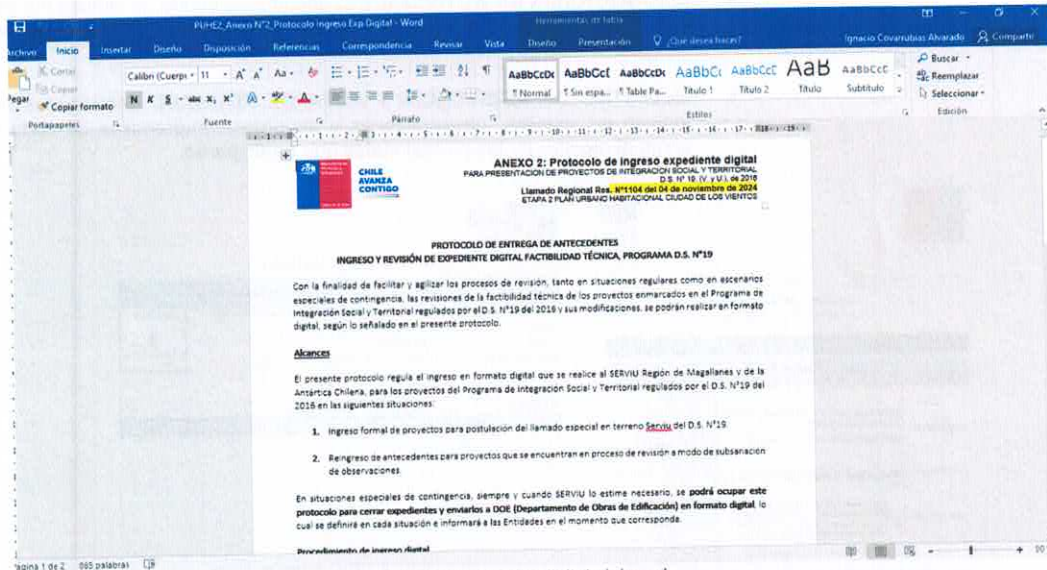 PUHE2_Anexo N°2_Protocolo Ingreso Exp Digital - Word
Herramientas de tabla
Archivo Inicio Insertar Diseño Disposición Referencias Correspondencia Revisar Vista Diseño Presentación ¿Qué desea hacer? Ignacio Covarrubias Alvarado Compartir
Cortar
Copiar
Pegar
Copiar formato
Portapapeles
Calibri (Cuerpo 11
Fuente
Párrafo
AaBbCcDc AaBbCcI AaBbCcDc AaBbCc AaBbCcC AaB AaBbCcC
¶ Normal ¶ Sin espa... ¶ Table Pa... Título 1 Título 2 Título Subtítulo
Estilos
Buscar
Reemplazar
Seleccionar
Edición
CHILE
AVANZA
CONTIGO
ANEXO 2: Protocolo de ingreso expediente digital
PARA PRESENTACIÓN DE PROYECTOS DE INTEGRACIÓN SOCIAL Y TERRITORIAL
D.S. N° 19, (V. y U.), de 2016
Llamado Regional Res. N°1104 del 04 de noviembre de 2024
ETAPA 2 PLAN URBANO HABITACIONAL CIUDAD DE LOS VIENTOS
PROTOCOLO DE ENTREGA DE ANTECEDENTES
INGRESO Y REVISIÓN DE EXPEDIENTE DIGITAL FACTIBILIDAD TÉCNICA, PROGRAMA D.S. N°19
Con la finalidad de facilitar y agilizar los procesos de revisión, tanto en situaciones regulares como en escenarios
especiales de contingencia, las revisiones de la factibilidad técnica de los proyectos enmarcados en el Programa de
Integración Social y Territorial regulados por el D.S. N°19 del 2016 y sus modificaciones, se podrán realizar en formato
digital, según lo señalado en el presente protocolo.
Alcances
El presente protocolo regula el ingreso en formato digital que se realice al SERVIU Región de Magallanes y de la
Antártica Chilena, para los proyectos del Programa de Integración Social y Territorial regulados por el D.S. N°19 del
2016 en las siguientes situaciones:
1. Ingreso formal de proyectos para postulación del llamado especial en terreno Serviu del D.S. N°19.
2. Reingreso de antecedentes para proyectos que se encuentran en proceso de revisión a modo de subsanación
de observaciones.
En situaciones especiales de contingencia, siempre y cuando SERVIU lo estime necesario, se podrá ocupar este
protocolo para cerrar expedientes y enviarlos a DOE (Departamento de Obras de Edificación) en formato digital, lo
cual se definirá en cada situación e informará a las Entidades en el momento que corresponda.
Procedimiento de ingreso digital
Página 1 de 2 985 palabras